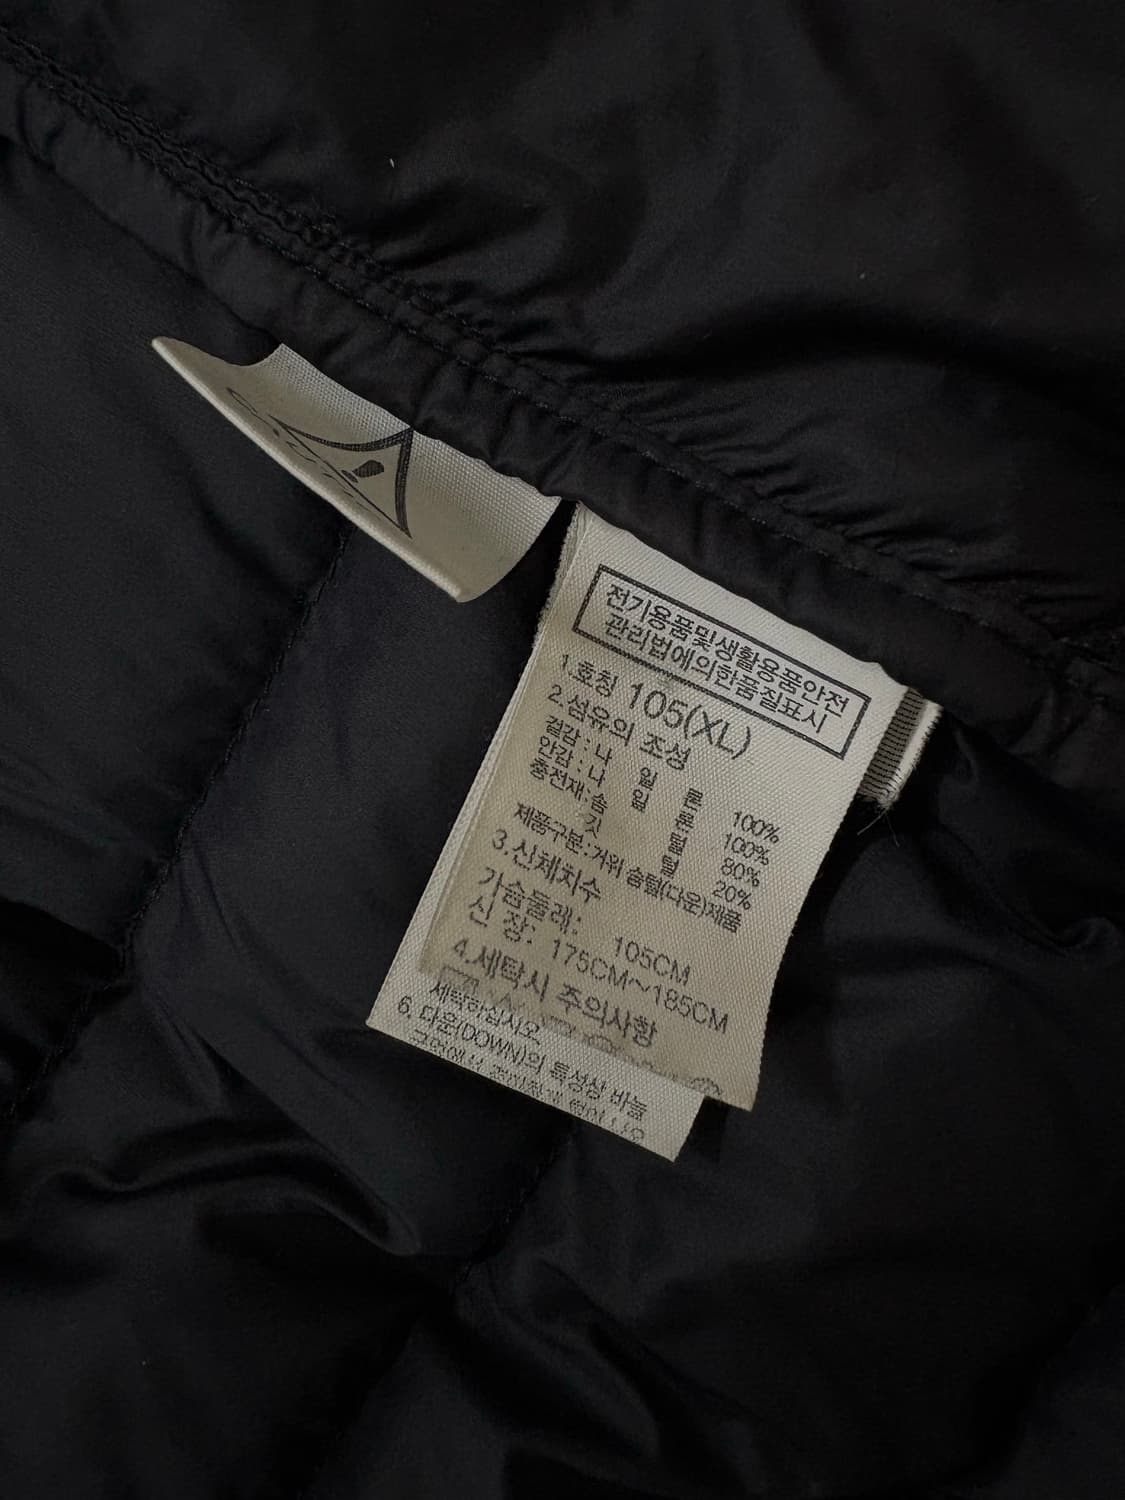 전기용품및생활용품안전
관리법에의한품질표시
1.호칭 105(XL)
2.섬유의 조성
겉감 : 나 일 론 100%
안감 : 나 일 론 100%
충전재: 솜 털 80%
깃 털 20%
제품구분:거위 솜털(다운)제품
3.신체치수
가슴둘레: 105CM
신 장: 175CM~185CM
4.세탁시 주의사항
세탁하십시오
6. 다운(DOWN)의 특성상 바늘